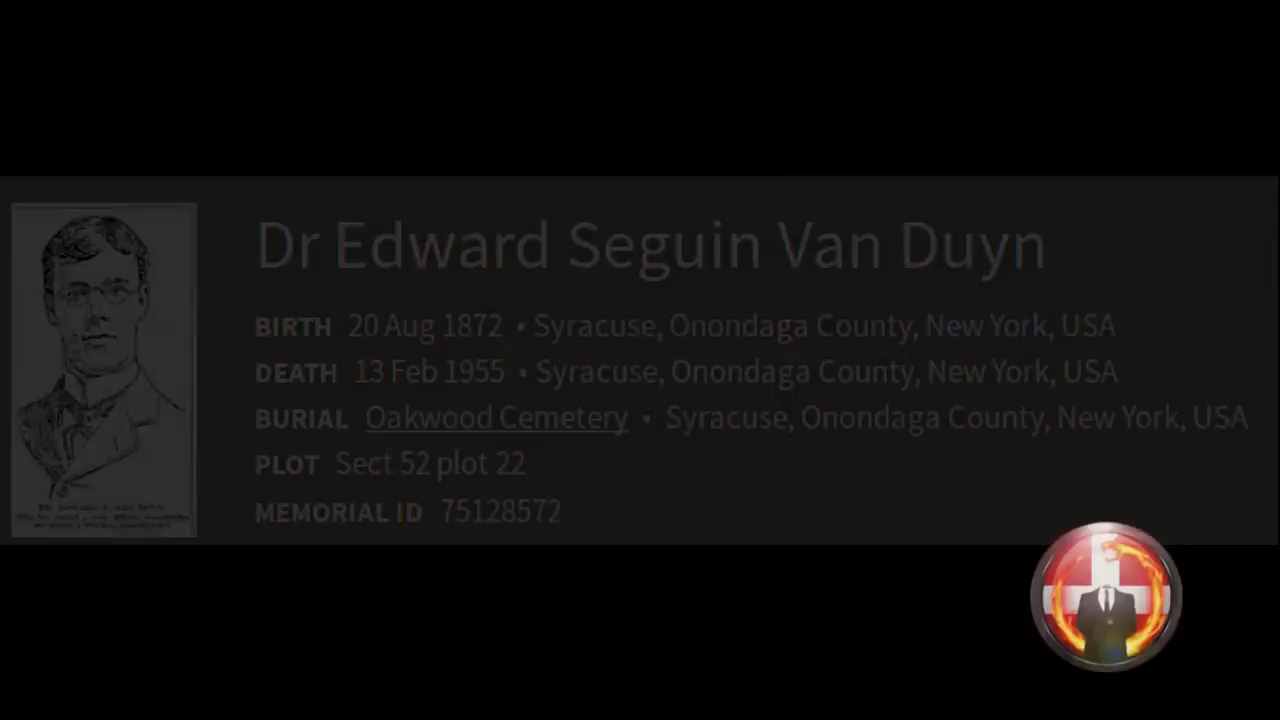 Dr Edward Seguin Van Duyn
BIRTH 20 Aug 1872 • Syracuse, Onondaga County, New York, USA
DEATH 13 Feb 1955 • Syracuse, Onondaga County, New York, USA
BURIAL Oakwood Cemetery • Syracuse, Onondaga County, New York, USA
PLOT Sect 52 plot 22
MEMORIAL ID 75128572